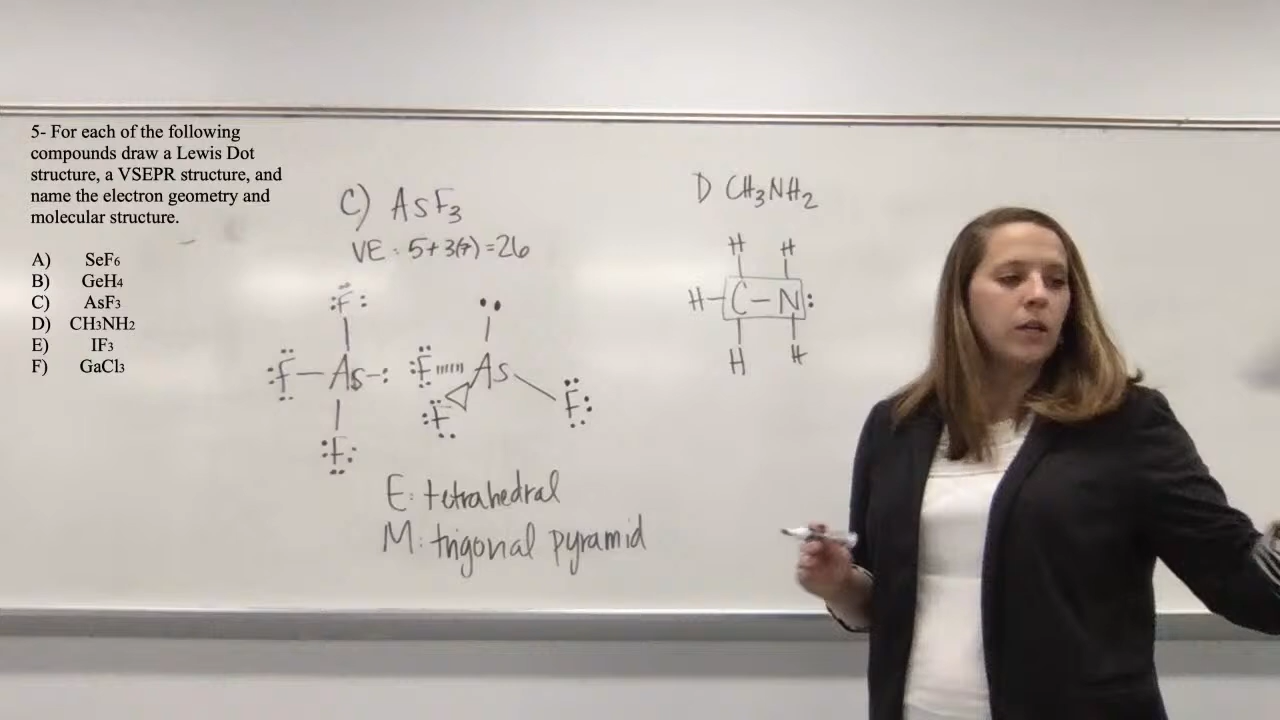 5- For each of the following
compounds draw a Lewis Dot
structure, a VSEPR structure, and
name the electron geometry and
molecular structure.
A) SeF6
B) GeH4
C) AsF3
D) CH3NH2
E) IF3
F) GaCl3
C) AsF3
VE: 5+3(7)=26
:F:
:F—As-:
:F:
:F As
:F F:
E: tetrahedral
M: trigonal pyramid
D CH3NH2
H H
H—C—N:
H H